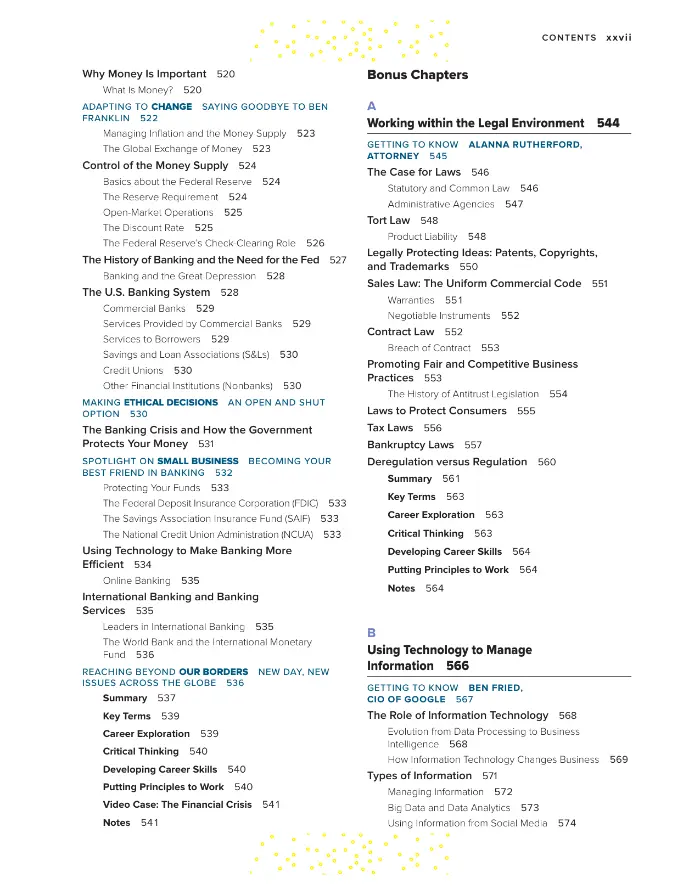 CONTENTS xxvii
Why Money Is Important 520
What Is Money? 520
ADAPTING TO CHANGE SAYING GOODBYE TO BEN
FRANKLIN 522
Managing Inflation and the Money Supply 523
The Global Exchange of Money 523
Control of the Money Supply 524
Basics about the Federal Reserve 524
The Reserve Requirement 524
Open-Market Operations 525
The Discount Rate 525
The Federal Reserve's Check-Clearing Role 526
The History of Banking and the Need for the Fed 527
Banking and the Great Depression 528
The U.S. Banking System 528
Commercial Banks 529
Services Provided by Commercial Banks 529
Services to Borrowers 529
Savings and Loan Associations (S&Ls) 530
Credit Unions 530
Other Financial Institutions (Nonbanks) 530
MAKING ETHICAL DECISIONS AN OPEN AND SHUT
OPTION 530
The Banking Crisis and How the Government
Protects Your Money 531
SPOTLIGHT ON SMALL BUSINESS BECOMING YOUR
BEST FRIEND IN BANKING 532
Protecting Your Funds 533
The Federal Deposit Insurance Corporation (FDIC) 533
The Savings Association Insurance Fund (SAIF) 533
The National Credit Union Administration (NCUA) 533
Using Technology to Make Banking More
Efficient 534
Online Banking 535
International Banking and Banking
Services 535
Leaders in International Banking 535
The World Bank and the International Monetary
Fund 536
REACHING BEYOND OUR BORDERS NEW DAY, NEW
ISSUES ACROSS THE GLOBE 536
Summary 537
Key Terms 539
Career Exploration 539
Critical Thinking 540
Developing Career Skills 540
Putting Principles to Work 540
Video Case: The Financial Crisis 541
Notes 541
Bonus Chapters
A
Working within the Legal Environment 544
GETTING TO KNOW ALANNA RUTHERFORD,
ATTORNEY 545
The Case for Laws 546
Statutory and Common Law 546
Administrative Agencies 547
Tort Law 548
Product Liability 548
Legally Protecting Ideas: Patents, Copyrights,
and Trademarks 550
Sales Law: The Uniform Commercial Code 551
Warranties 551
Negotiable Instruments 552
Contract Law 552
Breach of Contract 553
Promoting Fair and Competitive Business
Practices 553
The History of Antitrust Legislation 554
Laws to Protect Consumers 555
Tax Laws 556
Bankruptcy Laws 557
Deregulation versus Regulation 560
Summary 561
Key Terms 563
Career Exploration 563
Critical Thinking 563
Developing Career Skills 564
Putting Principles to Work 564
Notes 564
B
Using Technology to Manage
Information 566
GETTING TO KNOW BEN FRIED,
CIO OF GOOGLE 567
The Role of Information Technology 568
Evolution from Data Processing to Business
Intelligence 568
How Information Technology Changes Business 569
Types of Information 571
Managing Information 572
Big Data and Data Analytics 573
Using Information from Social Media 574